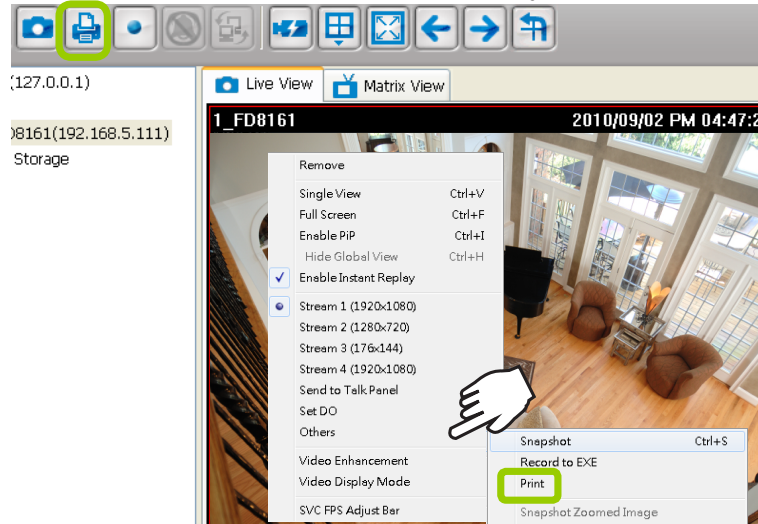 (127.0.0.1)
D8161(192.168.5.111)
Storage
Live View
Matrix View
1_FD8161 2010/09/02 PM 04:47:2
Remove
Single View Ctrl+V
Full Screen Ctrl+F
Enable PiP Ctrl+I
Hide Global View Ctrl+H
Enable Instant Replay
Stream 1 (1920x1080)
Stream 2 (1280x720)
Stream 3 (176x144)
Stream 4 (1920x1080)
Send to Talk Panel
Set DO
Others
Video Enhancement
Video Display Mode
SVC FPS Adjust Bar
Snapshot Ctrl+S
Record to EXE
Print
Snapshot Zoomed Image